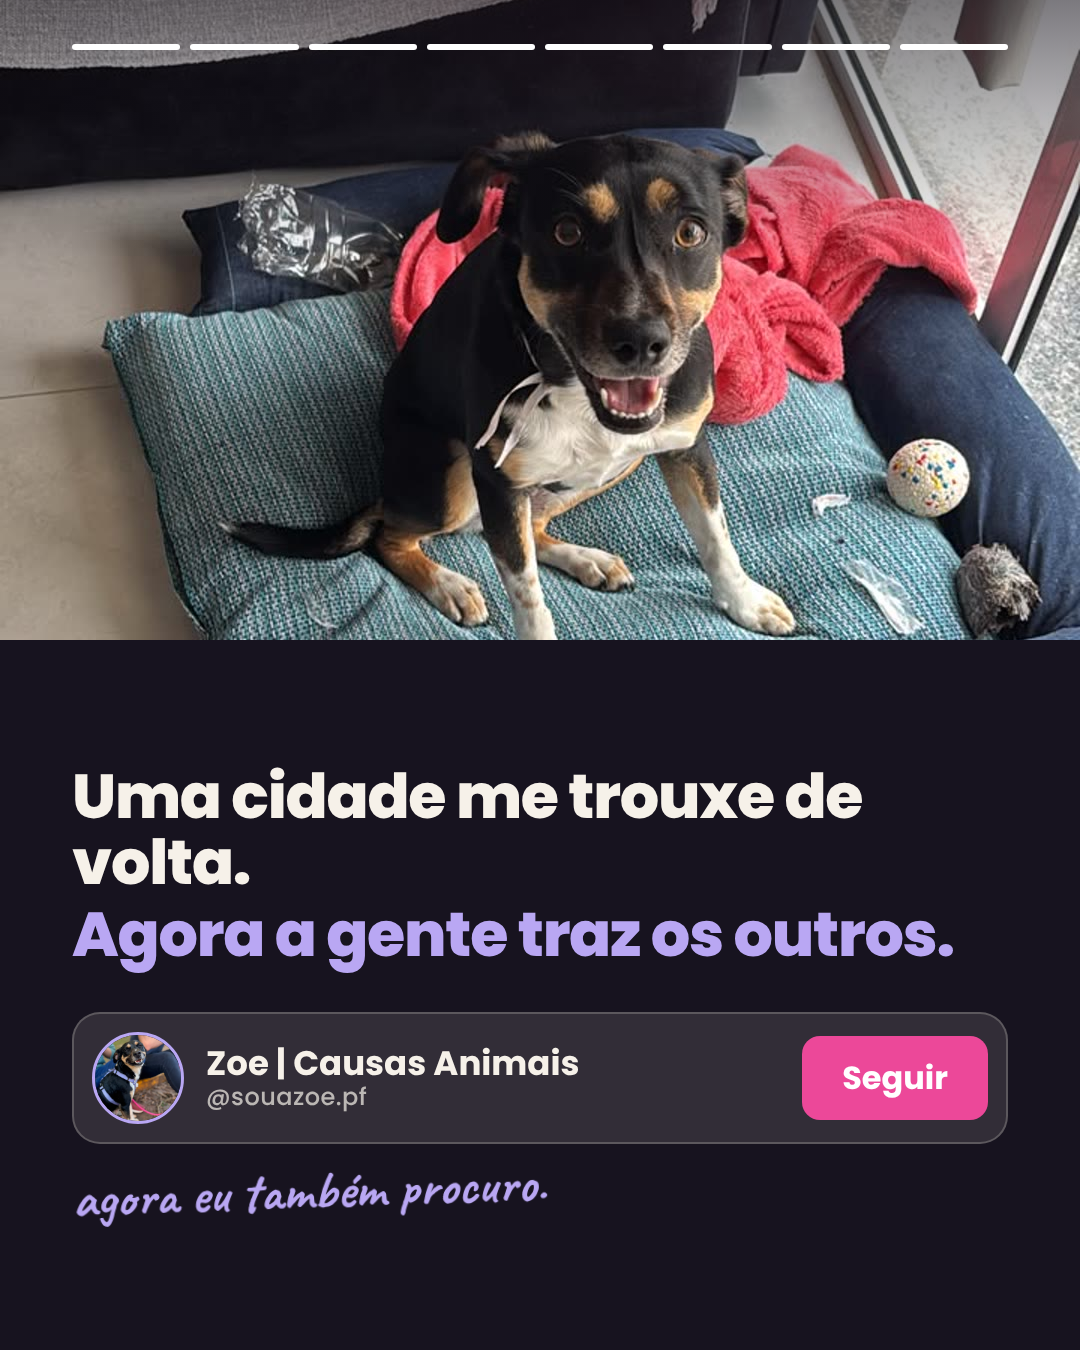 Uma cidade me trouxe de
volta.
Agora a gente traz os outros.
Zoe | Causas Animais
@souazoe.pf
Seguir
agora eu também procuro.